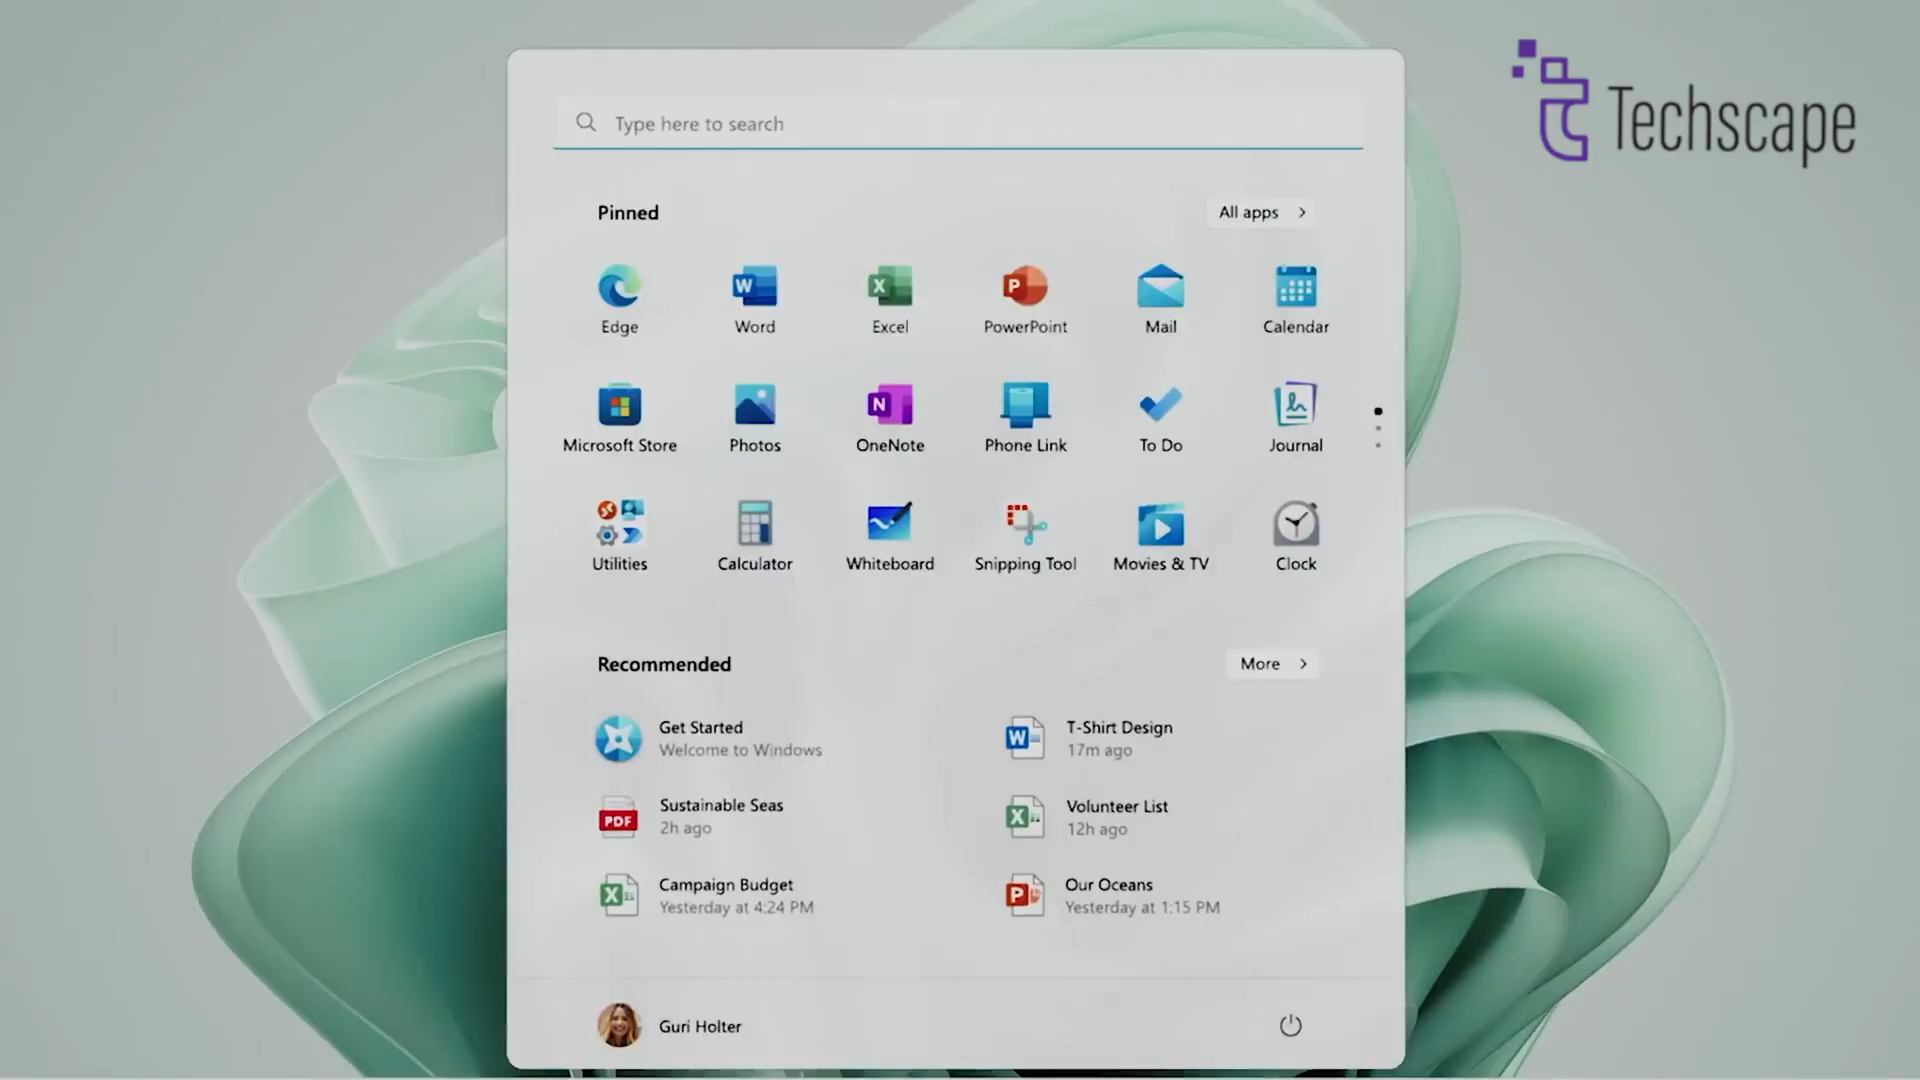 Techscape
Type here to search
Pinned
All apps
Edge
Word
Excel
PowerPoint
Mail
Calendar
Microsoft Store
Photos
OneNote
Phone Link
To Do
Journal
Utilities
Calculator
Whiteboard
Snipping Tool
Movies & TV
Clock
Recommended
More
Get Started
Welcome to Windows
T-Shirt Design
17m ago
PDF
Sustainable Seas
2h ago
Volunteer List
12h ago
Campaign Budget
Yesterday at 4:24 PM
Our Oceans
Yesterday at 1:15 PM
Guri Holter